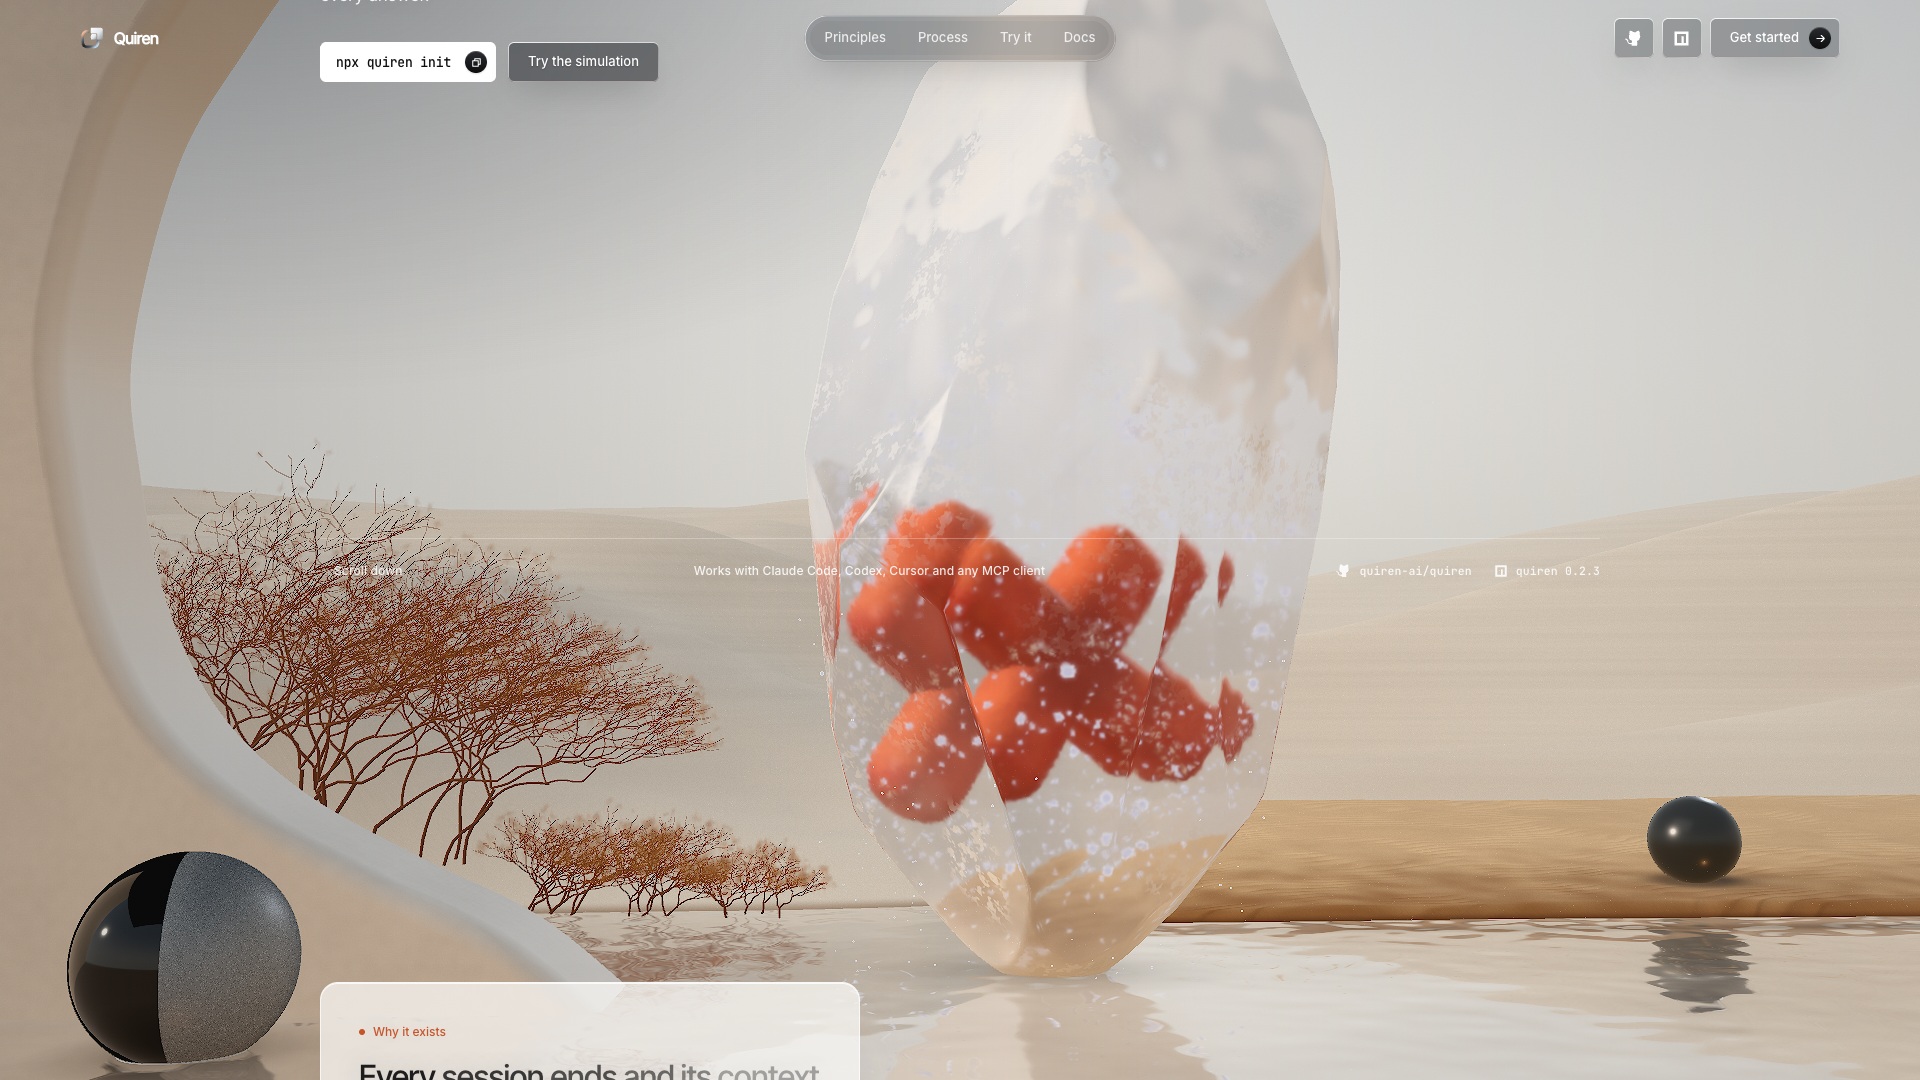 Quiren
Principles
Process
Try it
Docs
Get started
npx quiren init
Try the simulation
Scroll down
Works with Claude Code, Codex, Cursor and any MCP client
quiren-ai/quiren
quiren 0.2.3
Why it exists
Every session ends and its context